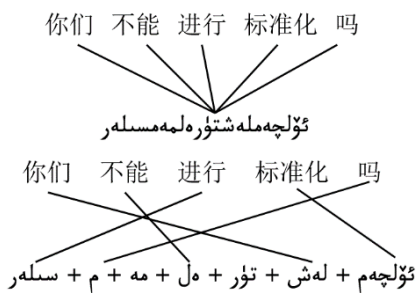 你们 不能 进行 标准化 吗
ئۆلچەملەشتۈرەلمەمسىلەر
你们 不能 进行 标准化 吗
ئۆلچەم + لەش + تۈر + ەل + مە + م + سىلەر